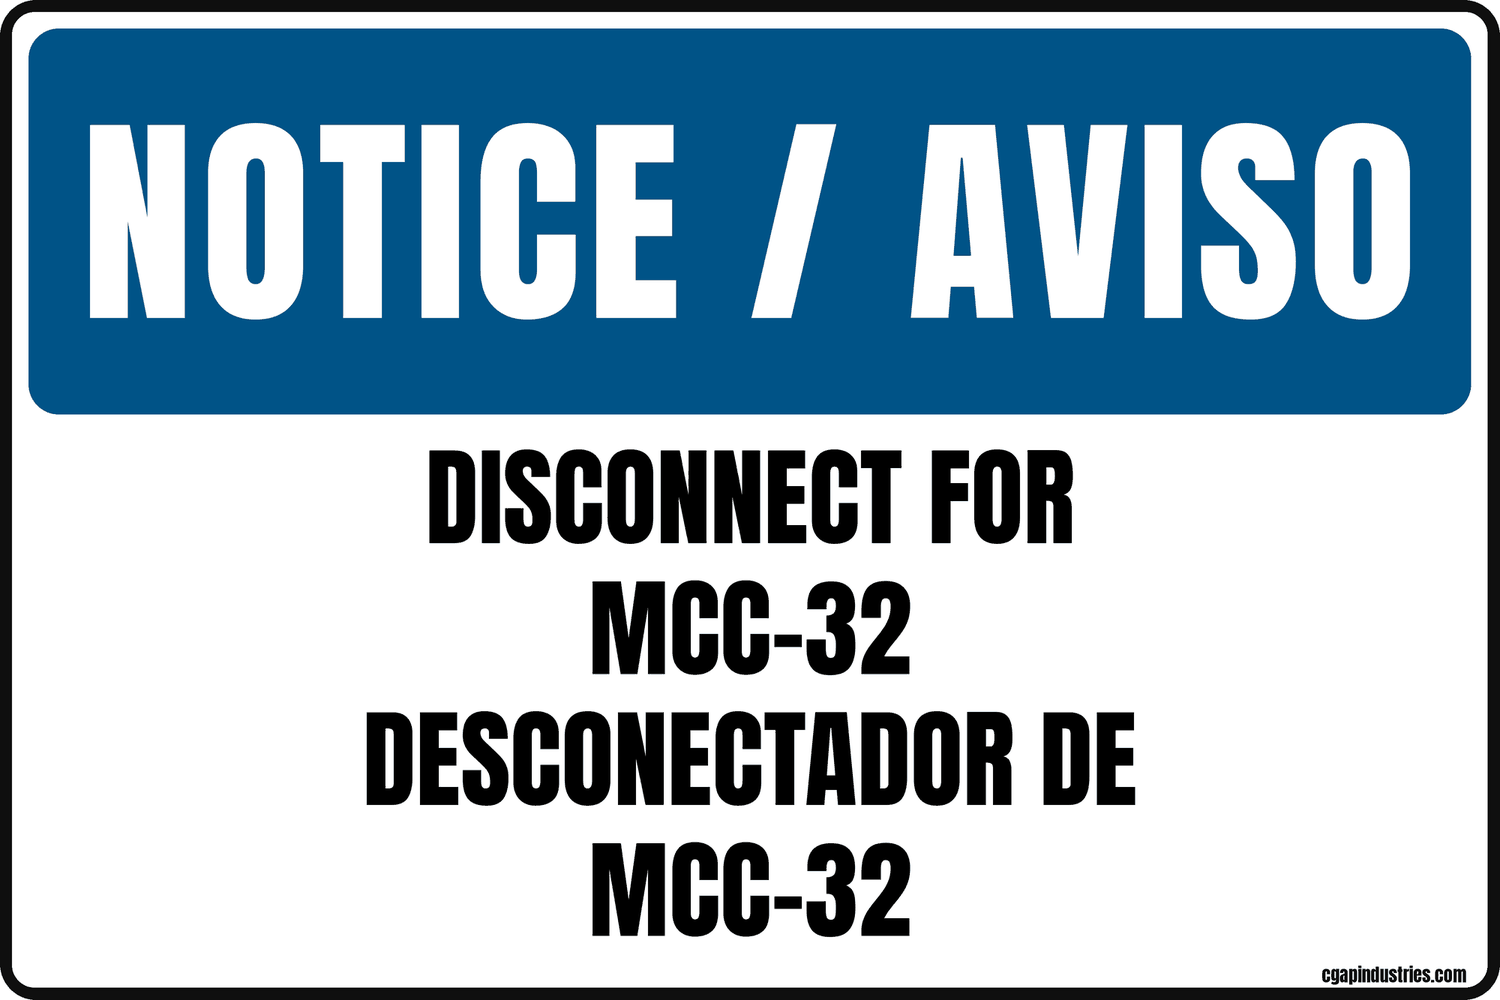 NOTICE / AVISO
DISCONNECT FOR
MCC-32
DESCONECTADOR DE
MCC-32
cgapindustries.com